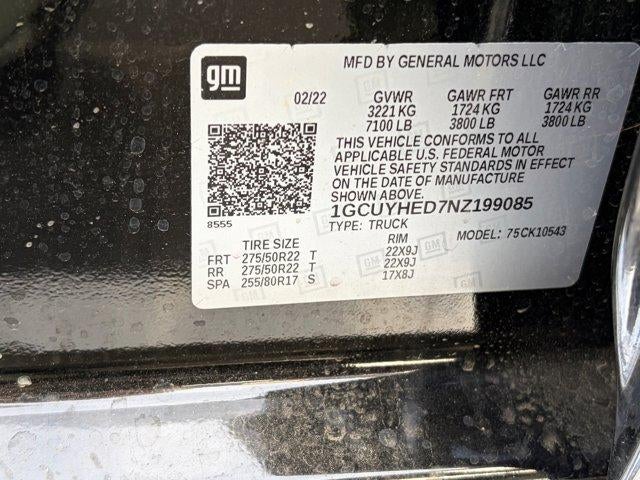 gm
MFD BY GENERAL MOTORS LLC
02/22 GVWR GAWR FRT GAWR RR
3221 KG 1724 KG 1724 KG
7100 LB 3800 LB 3800 LB
THIS VEHICLE CONFORMS TO ALL
APPLICABLE U.S. FEDERAL MOTOR
VEHICLE SAFETY STANDARDS IN EFFECT
ON THE DATE OF MANUFACTURE
SHOWN ABOVE.
8555
1GCUYHED7NZ199085
TYPE: TRUCK MODEL: 75CK10543
TIRE SIZE RIM
FRT 275/50R22 T 22X9J
RR 275/50R22 T 22X9J
SPA 255/80R17 S 17X8J